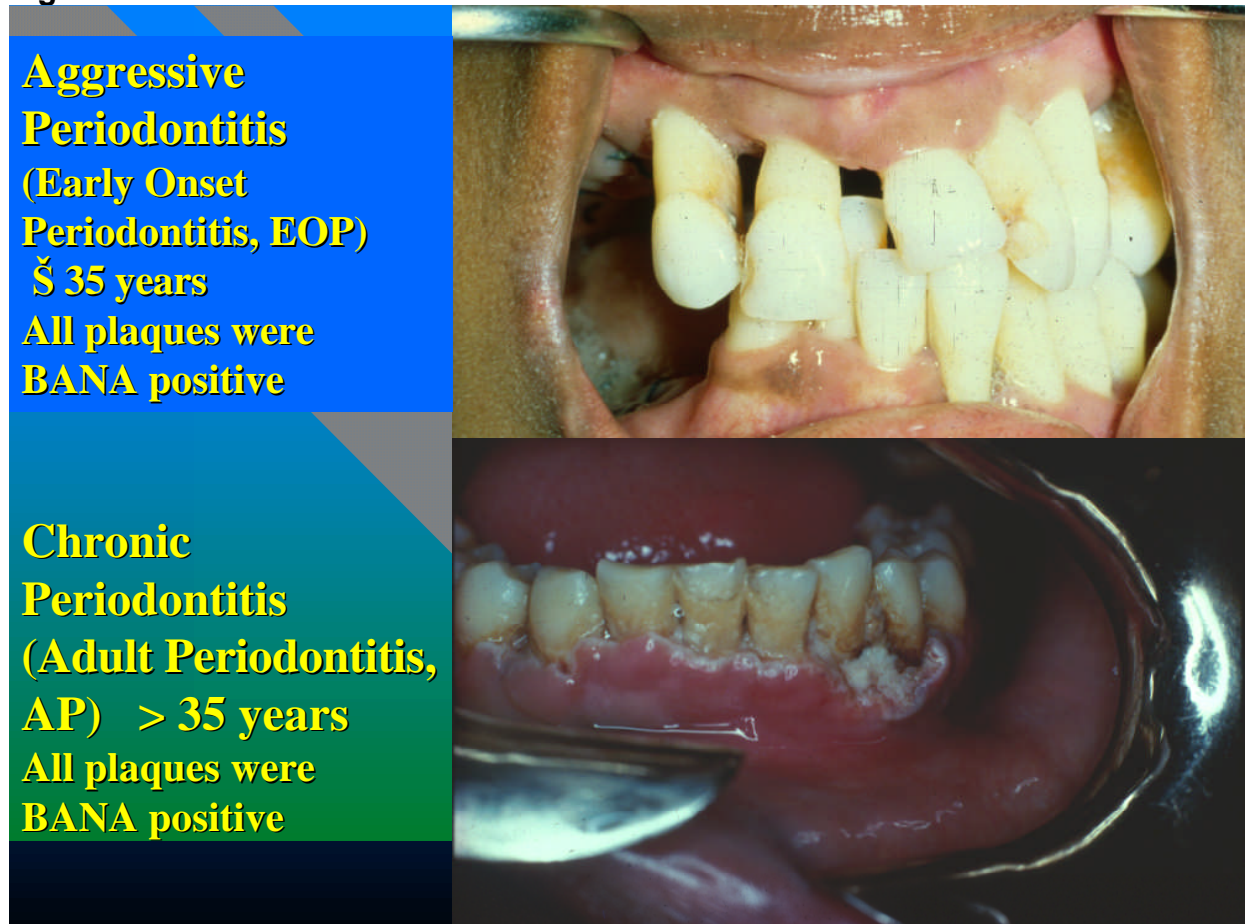 Aggressive
Periodontitis
(Early Onset
Periodontitis, EOP)
Š 35 years
All plaques were
BANA positive
Chronic
Periodontitis
(Adult Periodontitis,
AP) > 35 years
All plaques were
BANA positive